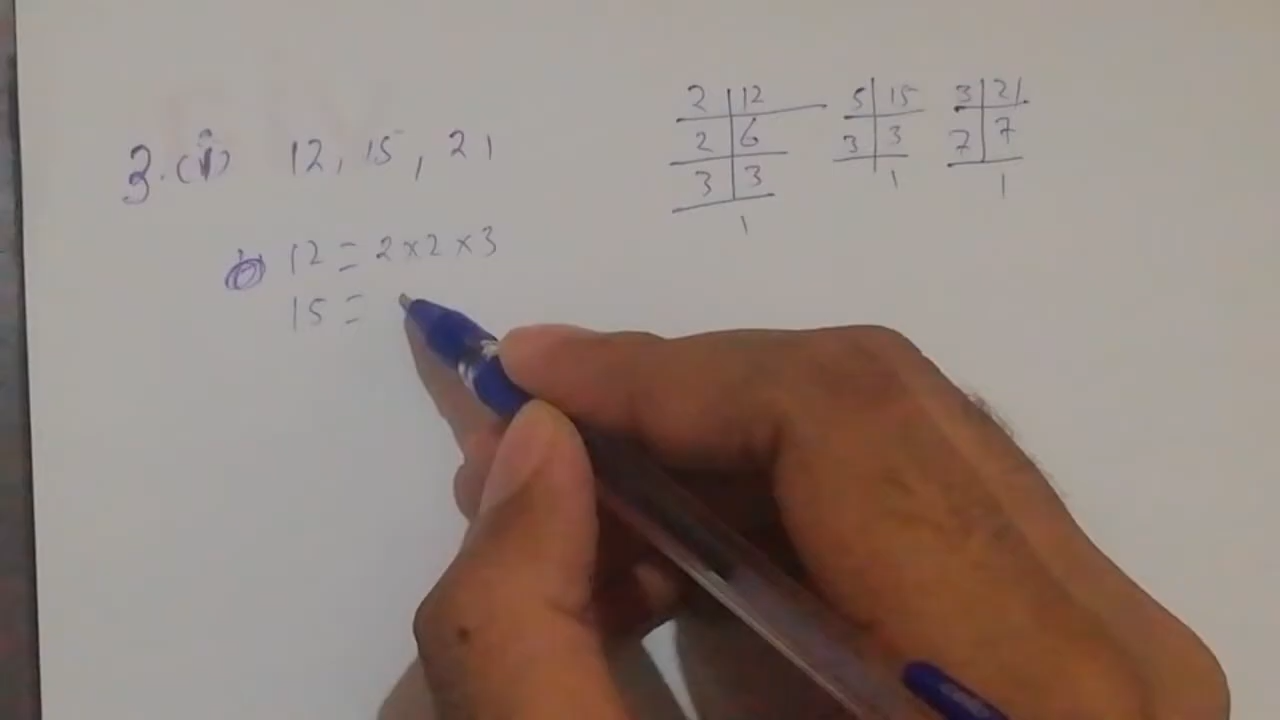 3. (i) 12, 15, 21
12 = 2 × 2 × 3
15 =
2 | 12
2 | 6
3 | 3
1
5 | 15
3 | 3
1
3 | 21
7 | 7
1